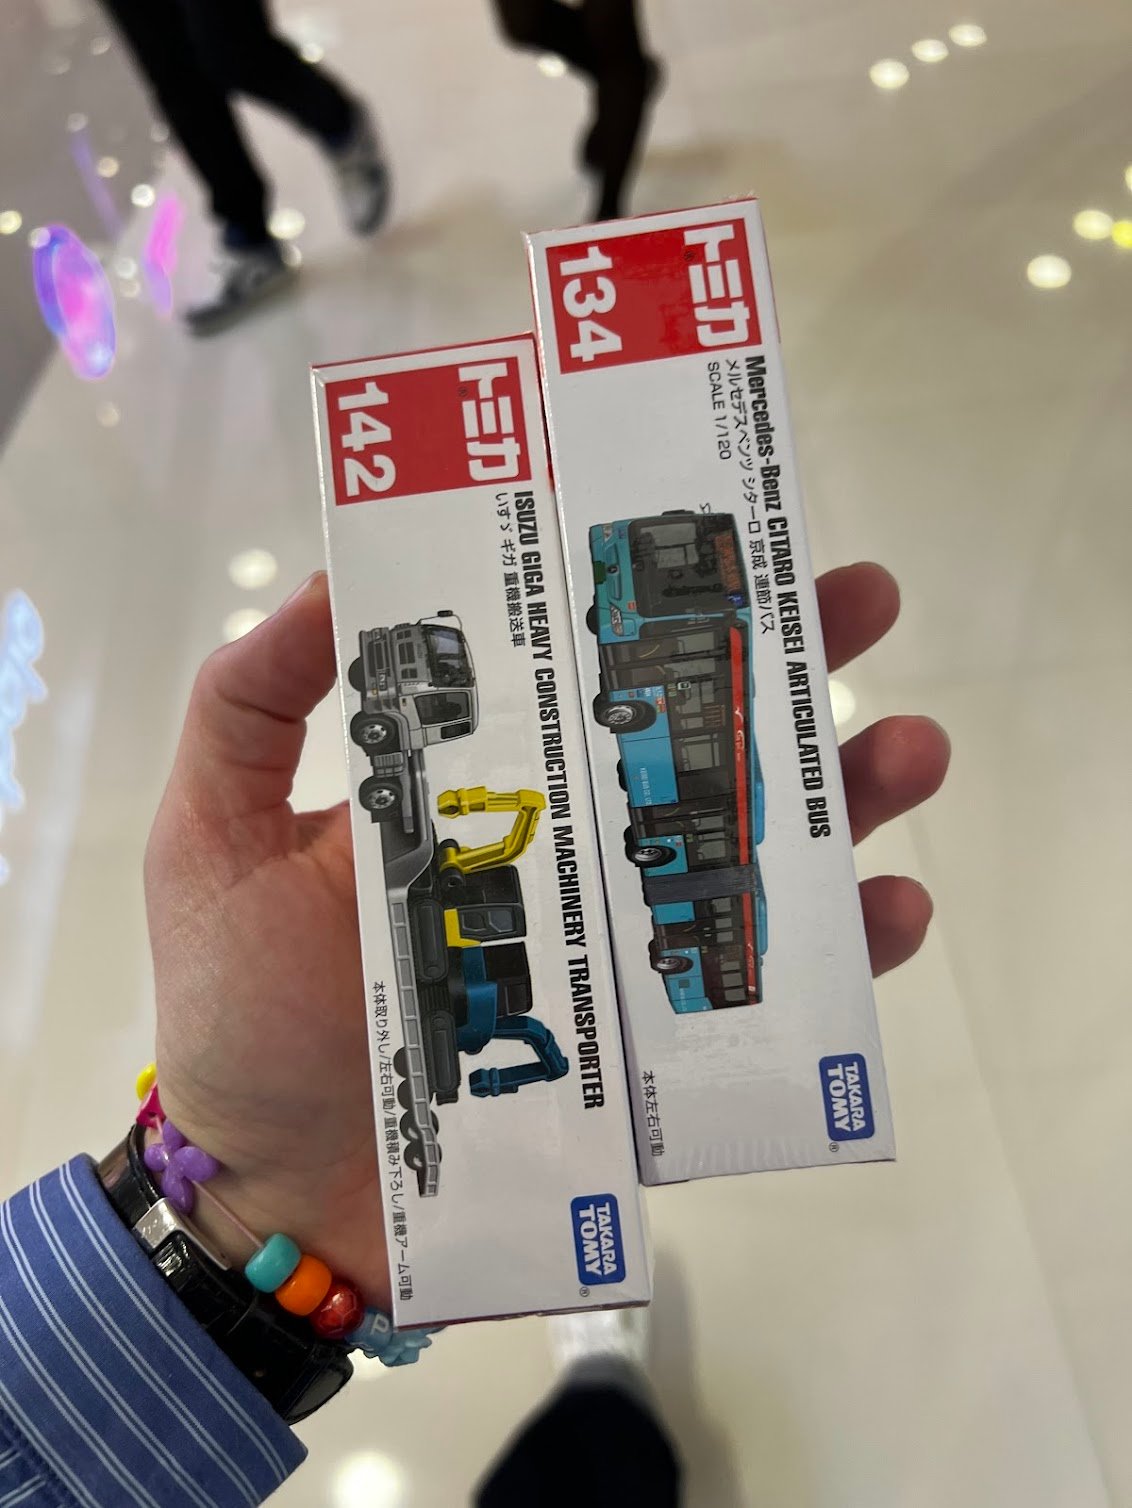 トミカ
142
ISUZU GIGA HEAVY CONSTRUCTION MACHINERY TRANSPORTER
いすゞ ギガ 重機搬送車
本体取り外し/左右可動/重機積み下ろし/重機アーム可動
TAKARA
TOMY
トミカ
134
Mercedes-Benz CITARO KEISEI ARTICULATED BUS
メルセデスベンツ シターロ 京成 連節バス
SCALE 1/120
本体左右可動
TAKARA
TOMY